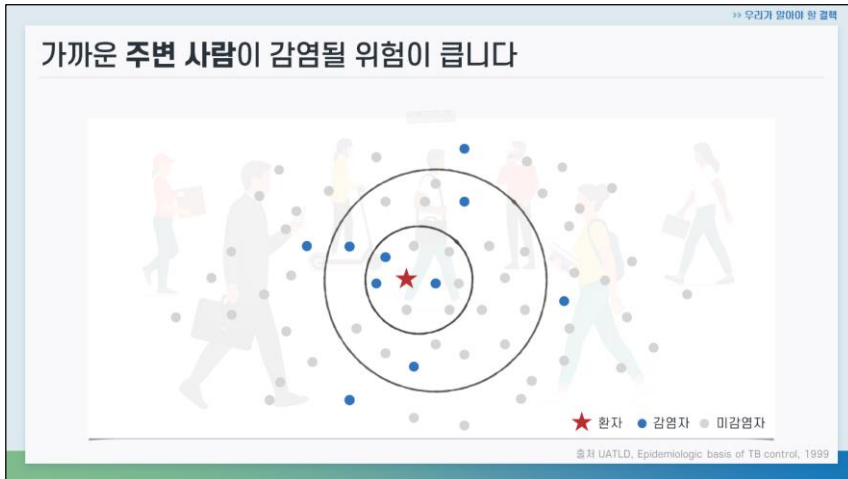 >> 우리가 알아야 할 결핵
가까운 주변 사람이 감염될 위험이 큽니다
환자 감염자 미감염자
출처 UATLD, Epidemiologic basis of TB control, 1999